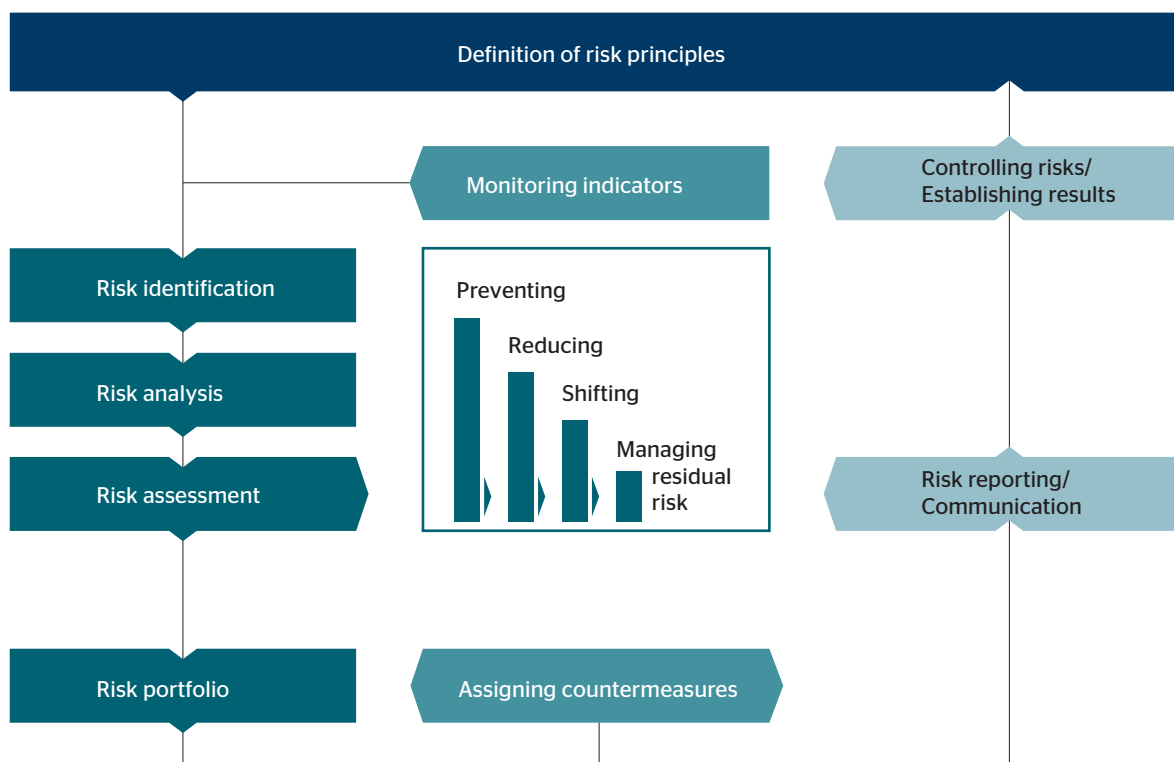 Definition of risk principles
Monitoring indicators
Controlling risks/
Establishing results
Risk identification
Preventing
Reducing
Risk analysis
Shifting
Managing
residual
risk
Risk assessment
Risk reporting/
Communication
Risk portfolio
Assigning countermeasures